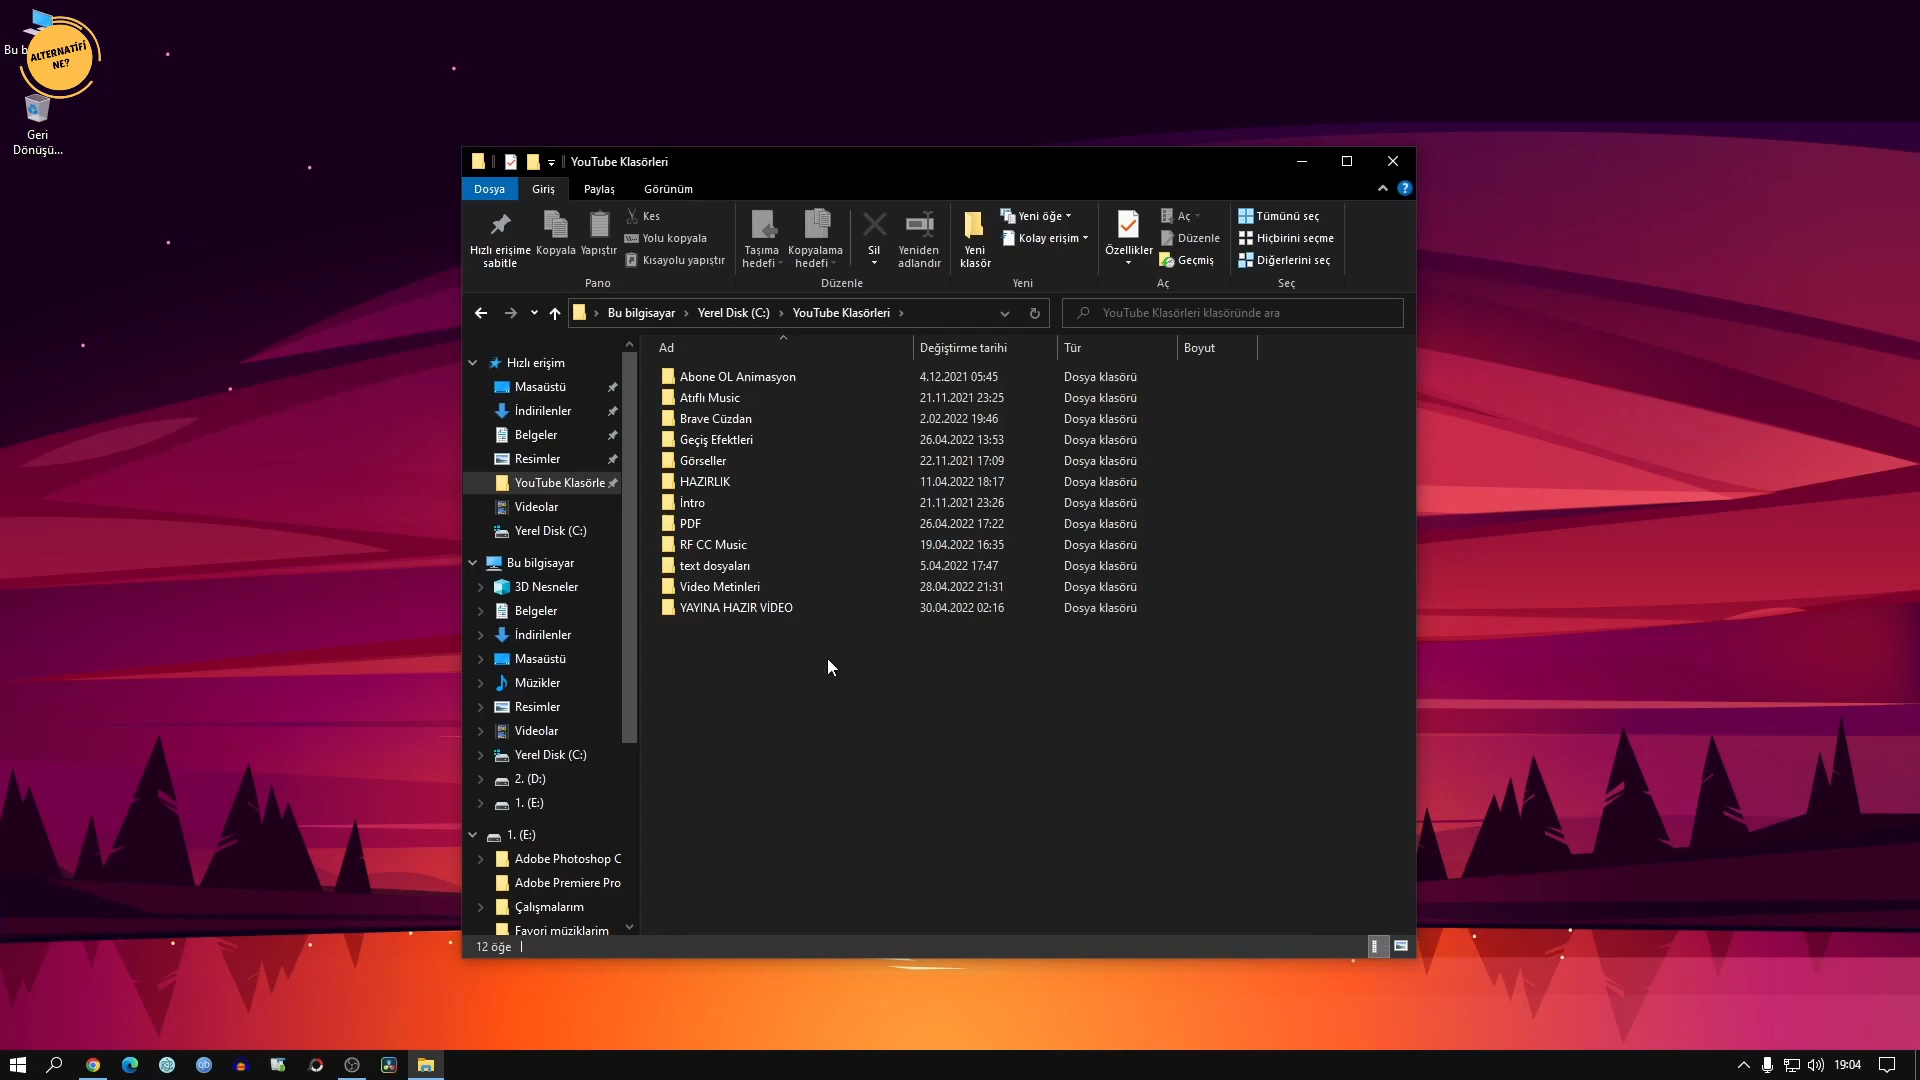 Bu b
ALTERNATİFİ
NE?
Geri
Dönüşü...
YouTube Klasörleri
Dosya
Giriş
Paylaş
Görünüm
?
Hızlı erişime
sabitle
Kopyala
Yapıştır
Kes
Yolu kopyala
Kısayolu yapıştır
Pano
Taşıma
hedefi
Kopyalama
hedefi
Sil
Yeniden
adlandır
Düzenle
Yeni
klasör
Yeni öğe
Kolay erişim
Yeni
Özellikler
Aç
Düzenle
Geçmiş
Aç
Tümünü seç
Hiçbirini seçme
Diğerlerini seç
Seç
Bu bilgisayar
Yerel Disk (C:)
YouTube Klasörleri
YouTube Klasörleri klasöründe ara
Hızlı erişim
Masaüstü
İndirilenler
Belgeler
Resimler
YouTube Klasörle
Videolar
Yerel Disk (C:)
Bu bilgisayar
3D Nesneler
Belgeler
İndirilenler
Masaüstü
Müzikler
Resimler
Videolar
Yerel Disk (C:)
2. (D:)
1. (E:)
1. (E:)
Adobe Photoshop C
Adobe Premiere Pro
Çalışmalarım
Favori müziklarim
Ad Değiştirme tarihi Tür Boyut
Abone OL Animasyon 4.12.2021 05:45 Dosya klasörü
Atıflı Music 21.11.2021 23:25 Dosya klasörü
Brave Cüzdan 2.02.2022 19:46 Dosya klasörü
Geçiş Efektleri 26.04.2022 13:53 Dosya klasörü
Görseller 22.11.2021 17:09 Dosya klasörü
HAZIRLIK 11.04.2022 18:17 Dosya klasörü
İntro 21.11.2021 23:26 Dosya klasörü
PDF 26.04.2022 17:22 Dosya klasörü
RF CC Music 19.04.2022 16:35 Dosya klasörü
text dosyaları 5.04.2022 17:47 Dosya klasörü
Video Metinleri 28.04.2022 21:31 Dosya klasörü
YAYINA HAZIR VİDEO 30.04.2022 02:16 Dosya klasörü
12 öğe
qb
19:04